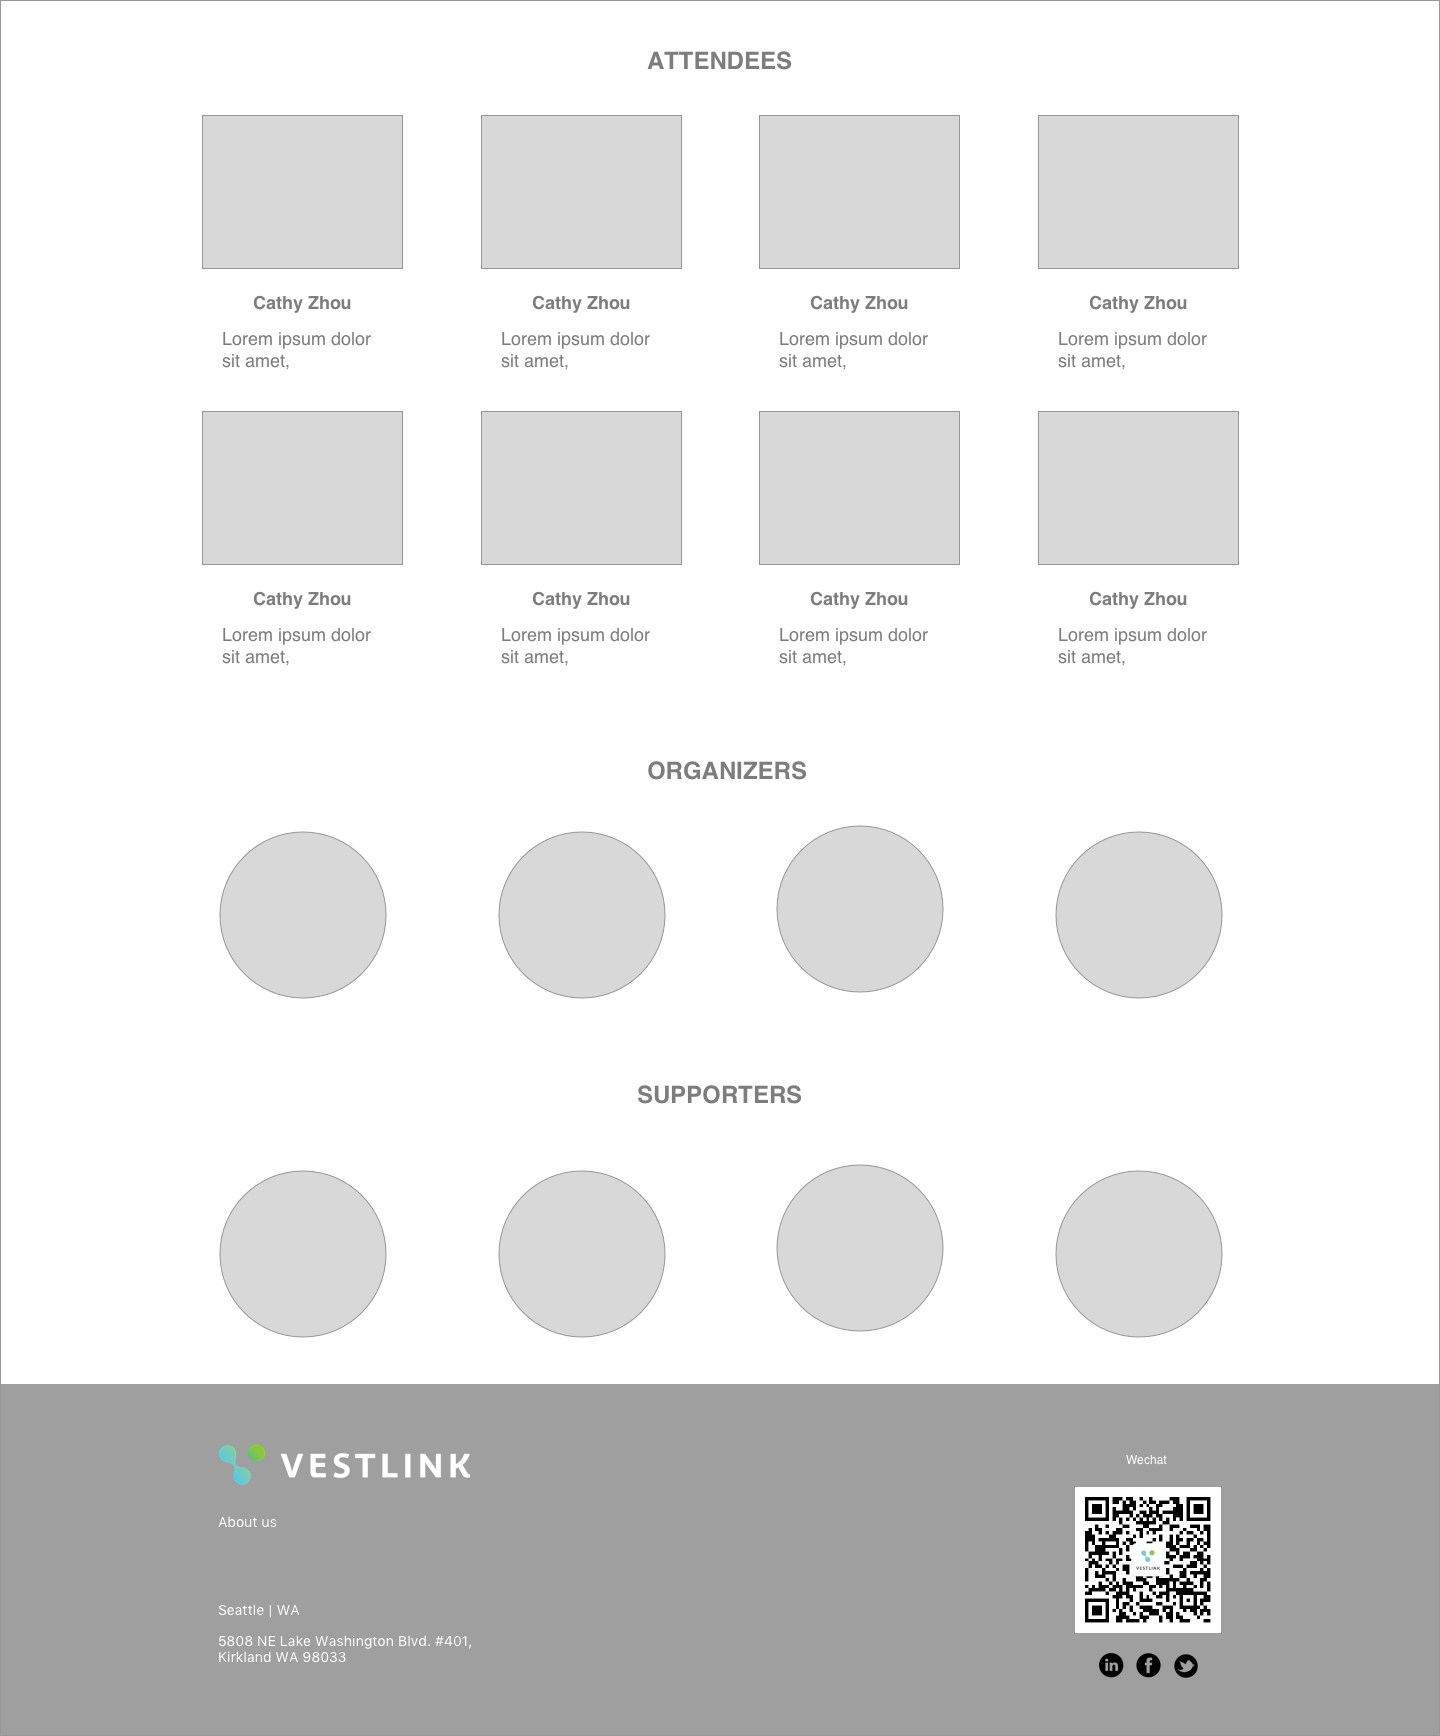 ATTENDEES
Cathy Zhou
Cathy Zhou
Cathy Zhou
Cathy Zhou
Lorem ipsum dolor
sit amet,
Lorem ipsum dolor
sit amet,
Lorem ipsum dolor
sit amet,
Lorem ipsum dolor
sit amet,
Cathy Zhou
Cathy Zhou
Cathy Zhou
Cathy Zhou
Lorem ipsum dolor
sit amet,
Lorem ipsum dolor
sit amet,
Lorem ipsum dolor
sit amet,
Lorem ipsum dolor
sit amet,
ORGANIZERS
SUPPORTERS
VESTLINK
About us
Seattle | WA
5808 NE Lake Washington Blvd. #401,
Kirkland WA 98033
Wechat
VESTLINK
in
f